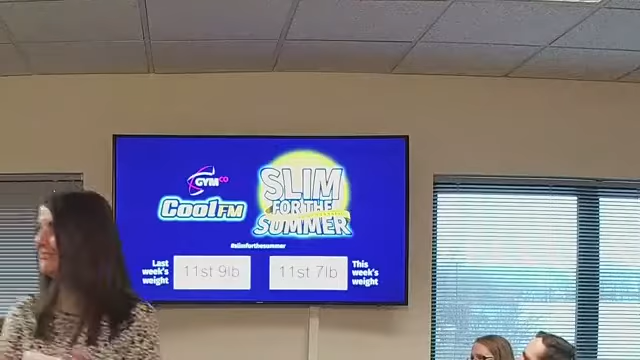 GYMCO
Cool FM
SLIM
FOR THE
SUMMER
#slimforthesummer
Last
week's
weight
11st 9lb
11st 7lb
This
week's
weight